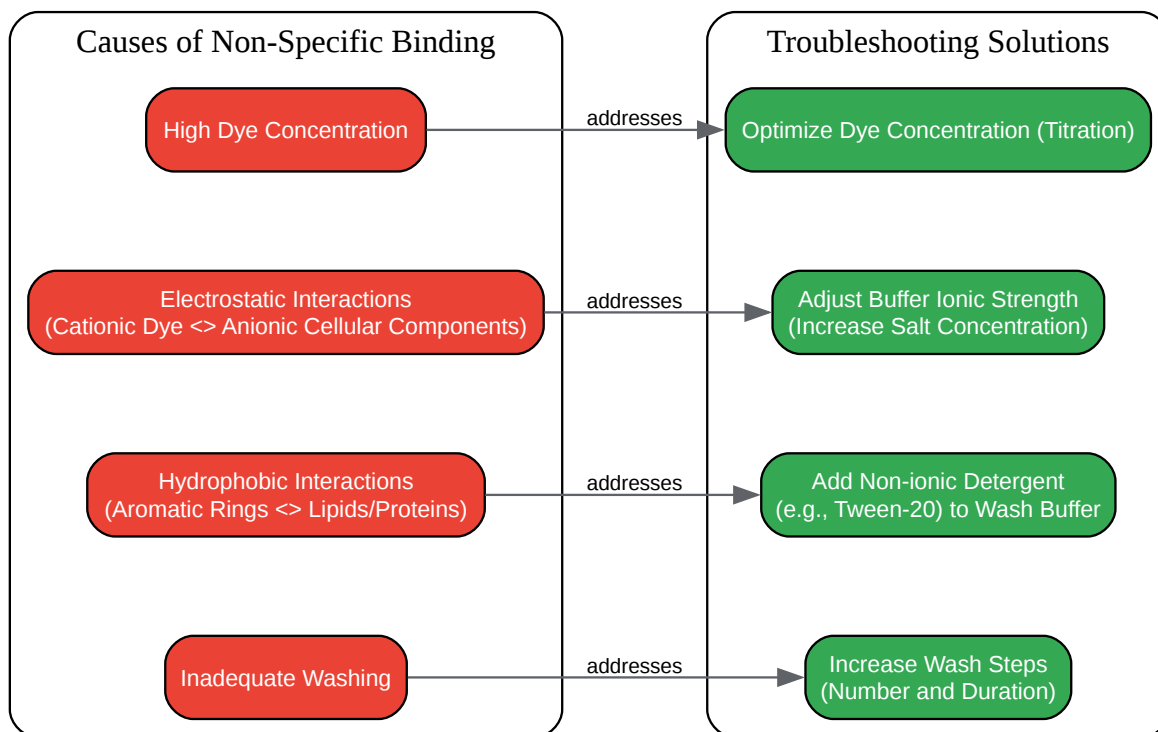 Causes of Non-Specific Binding
Troubleshooting Solutions
High Dye Concentration
addresses
Optimize Dye Concentration (Titration)
Electrostatic Interactions
(Cationic Dye <> Anionic Cellular Components)
addresses
Adjust Buffer Ionic Strength
(Increase Salt Concentration)
Hydrophobic Interactions
(Aromatic Rings <> Lipids/Proteins)
addresses
Add Non-ionic Detergent
(e.g., Tween-20) to Wash Buffer
Inadequate Washing
addresses
Increase Wash Steps
(Number and Duration)